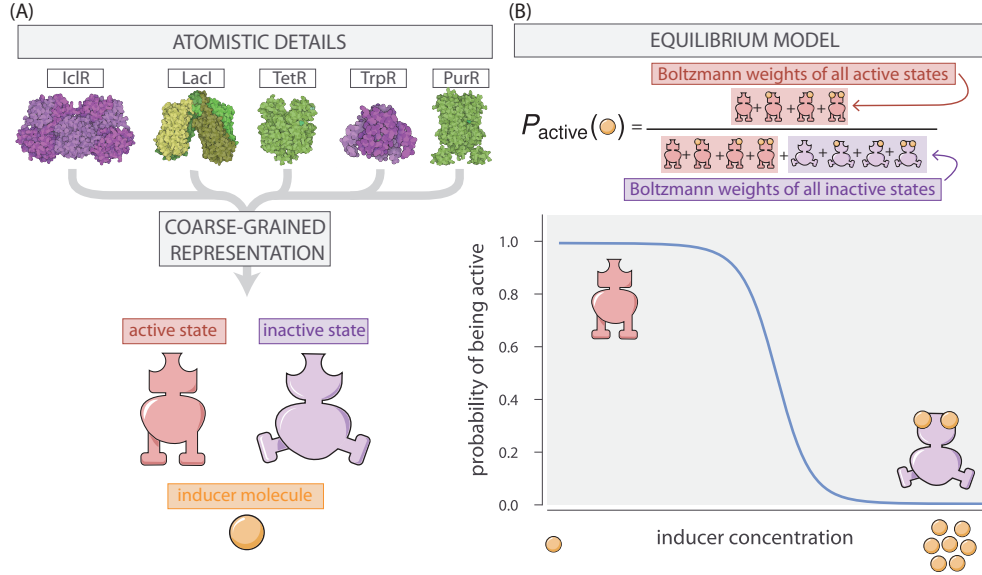 (A)
ATOMISTIC DETAILS
IclR
LacI
TetR
TrpR
PurR
COARSE-GRAINED
REPRESENTATION
active state
inactive state
inducer molecule
(B)
EQUILIBRIUM MODEL
Boltzmann weights of all active states
Pactive( ) =
+ + +
+ + + + + + +
Boltzmann weights of all inactive states
probability of being active
1.0
0.8
0.6
0.4
0.2
0.0
inducer concentration